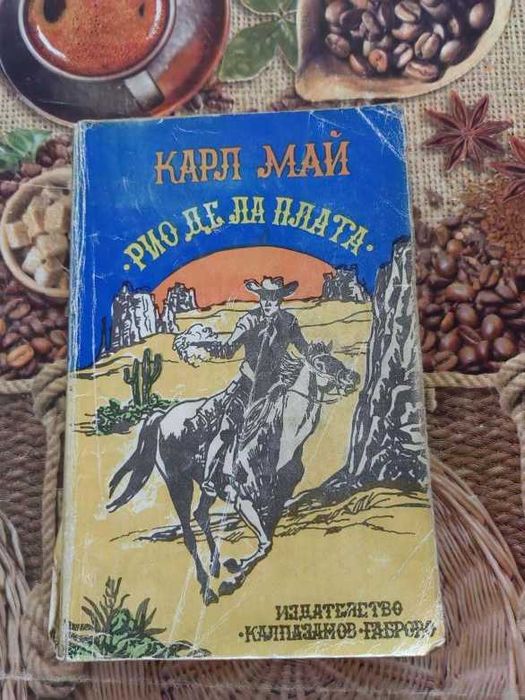 КАРЛ МАЙ
·РИО ДЕ ЛА ПЛАТА·
ИЗДАТЕЛСТВО
·КАЛПАЗАНОВ·ГАБРОВО